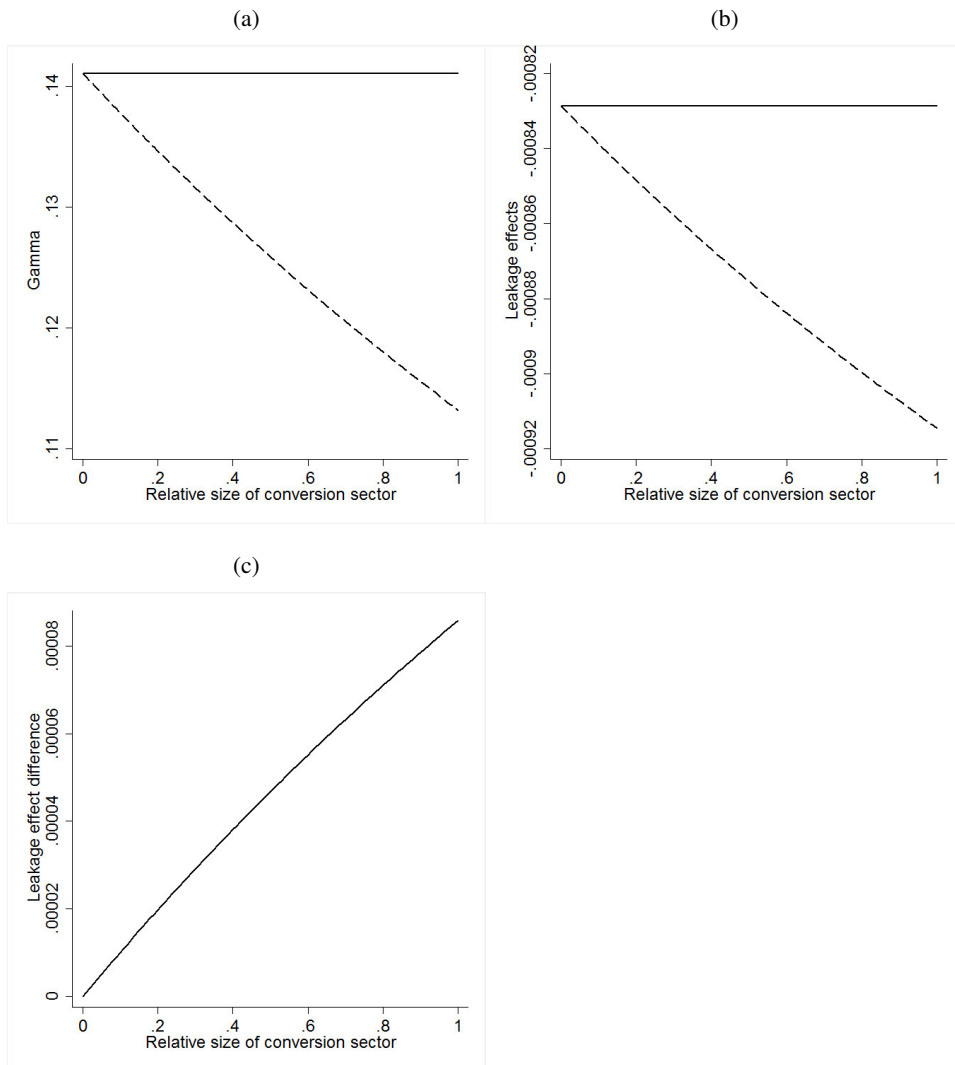 (a)
(b)
Gamma
.14
.13
.12
.11
0 .2 .4 .6 .8 1
Relative size of conversion sector
Leakage effects
-.00082
-.00084
-.00086
-.00088
-.0009
-.00092
0 .2 .4 .6 .8 1
Relative size of conversion sector
(c)
Leakage effect difference
.00008
.00006
.00004
.00002
0
0 .2 .4 .6 .8 1
Relative size of conversion sector